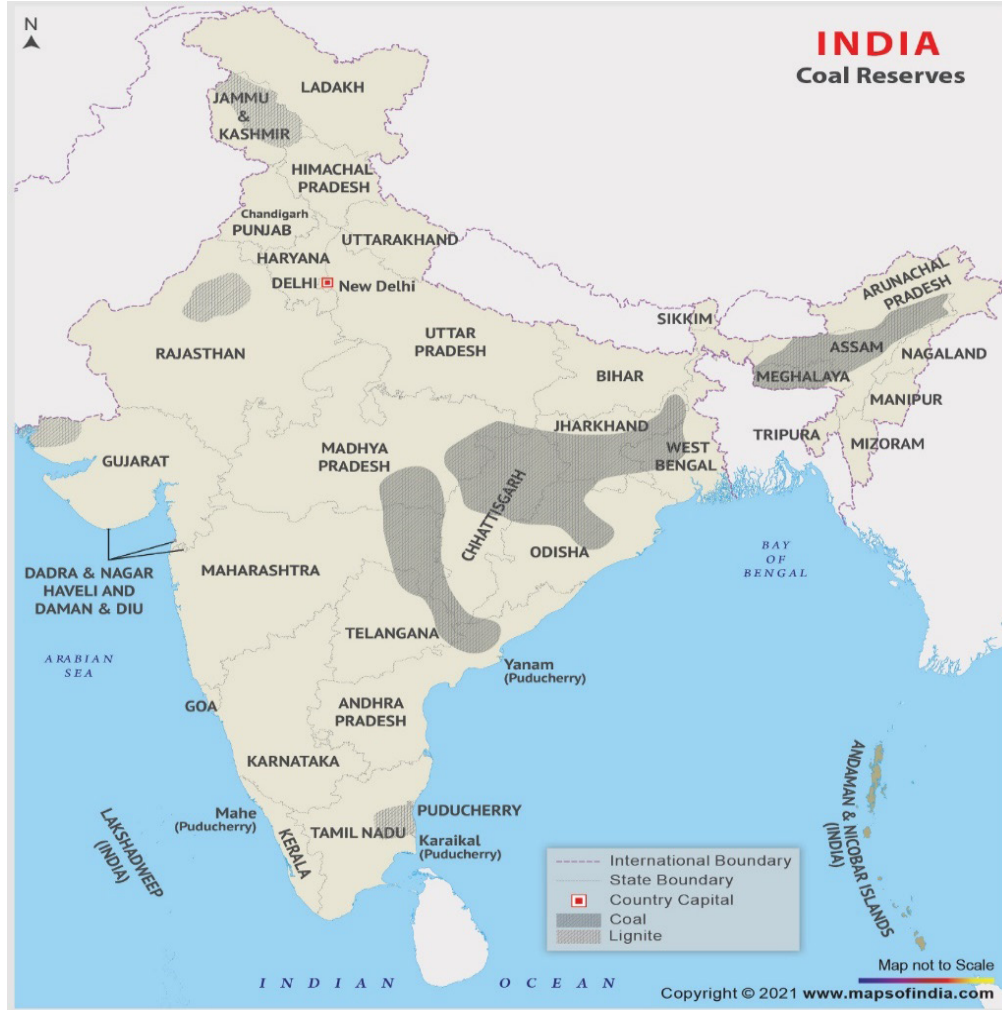 N
INDIA
Coal Reserves
LADAKH
JAMMU
&
KASHMIR
HIMACHAL
PRADESH
Chandigarh
PUNJAB
UTTARAKHAND
HARYANA
DELHI
New Delhi
ARUNACHAL
PRADESH
SIKKIM
UTTAR
PRADESH
RAJASTHAN
ASSAM
NAGALAND
BIHAR
MEGHALAYA
MANIPUR
JHARKHAND
TRIPURA
MIZORAM
MADHYA
PRADESH
WEST
BENGAL
GUJARAT
CHHATTISGARH
ODISHA
BAY
OF
BENGAL
DADRA & NAGAR
HAVELI AND
DAMAN & DIU
MAHARASHTRA
TELANGANA
ARABIAN
SEA
Yanam
(Puducherry)
GOA
ANDHRA
PRADESH
KARNATAKA
ANDAMAN & NICOBAR ISLANDS
(INDIA)
LAKSHADWEEP
(INDIA)
Mahe
(Puducherry)
KERALA
TAMIL NADU
PUDUCHERRY
Karaikal
(Puducherry)
International Boundary
State Boundary
Country Capital
Coal
Lignite
INDIAN OCEAN
Map not to Scale
Copyright © 2021 www.mapsofindia.com